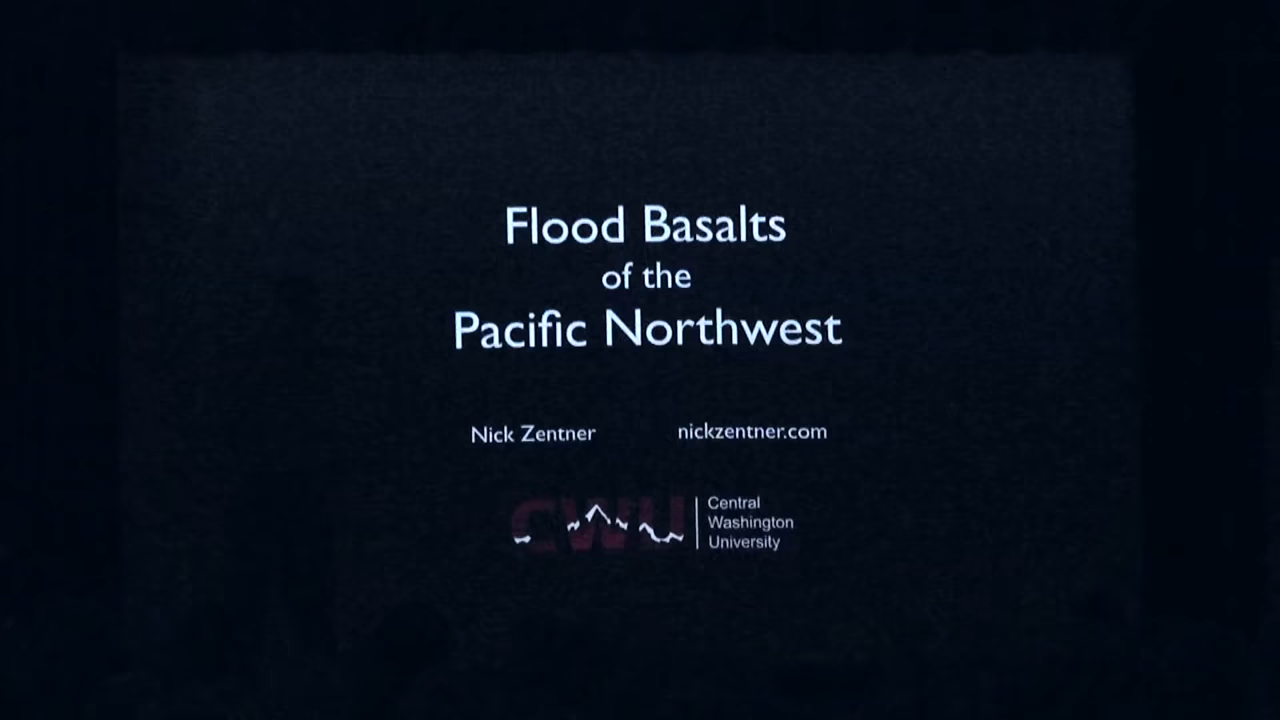 Flood Basalts
of the
Pacific Northwest
Nick Zentner nickzentner.com
CWU
Central
Washington
University